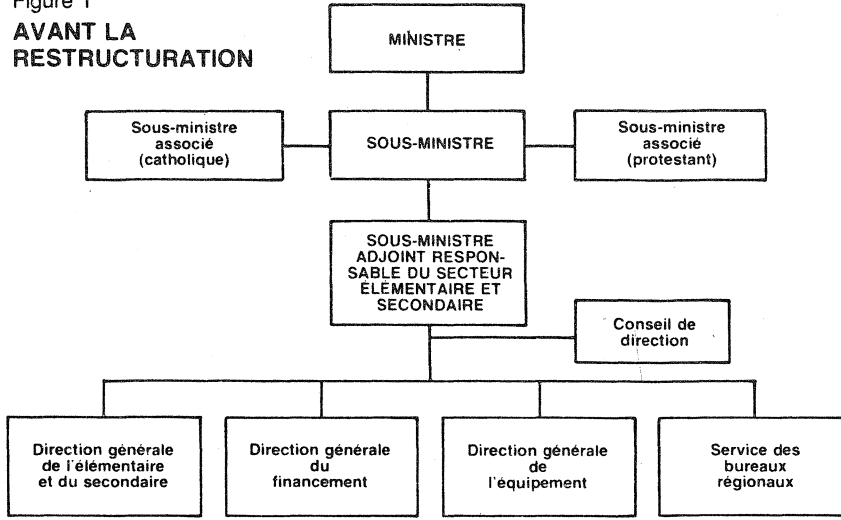 Figure 1
AVANT LA
RESTRUCTURATION
MINISTRE
Sous-ministre
associé
(catholique)
SOUS-MINISTRE
Sous-ministre
associé
(protestant)
SOUS-MINISTRE
ADJOINT RESPON-
SABLE DU SECTEUR
ÉLÉMENTAIRE ET
SECONDAIRE
Conseil de
direction
Direction générale
de l'élémentaire
et du secondaire
Direction générale
du
financement
Direction générale
de
l'équipement
Service des
bureaux
régionaux